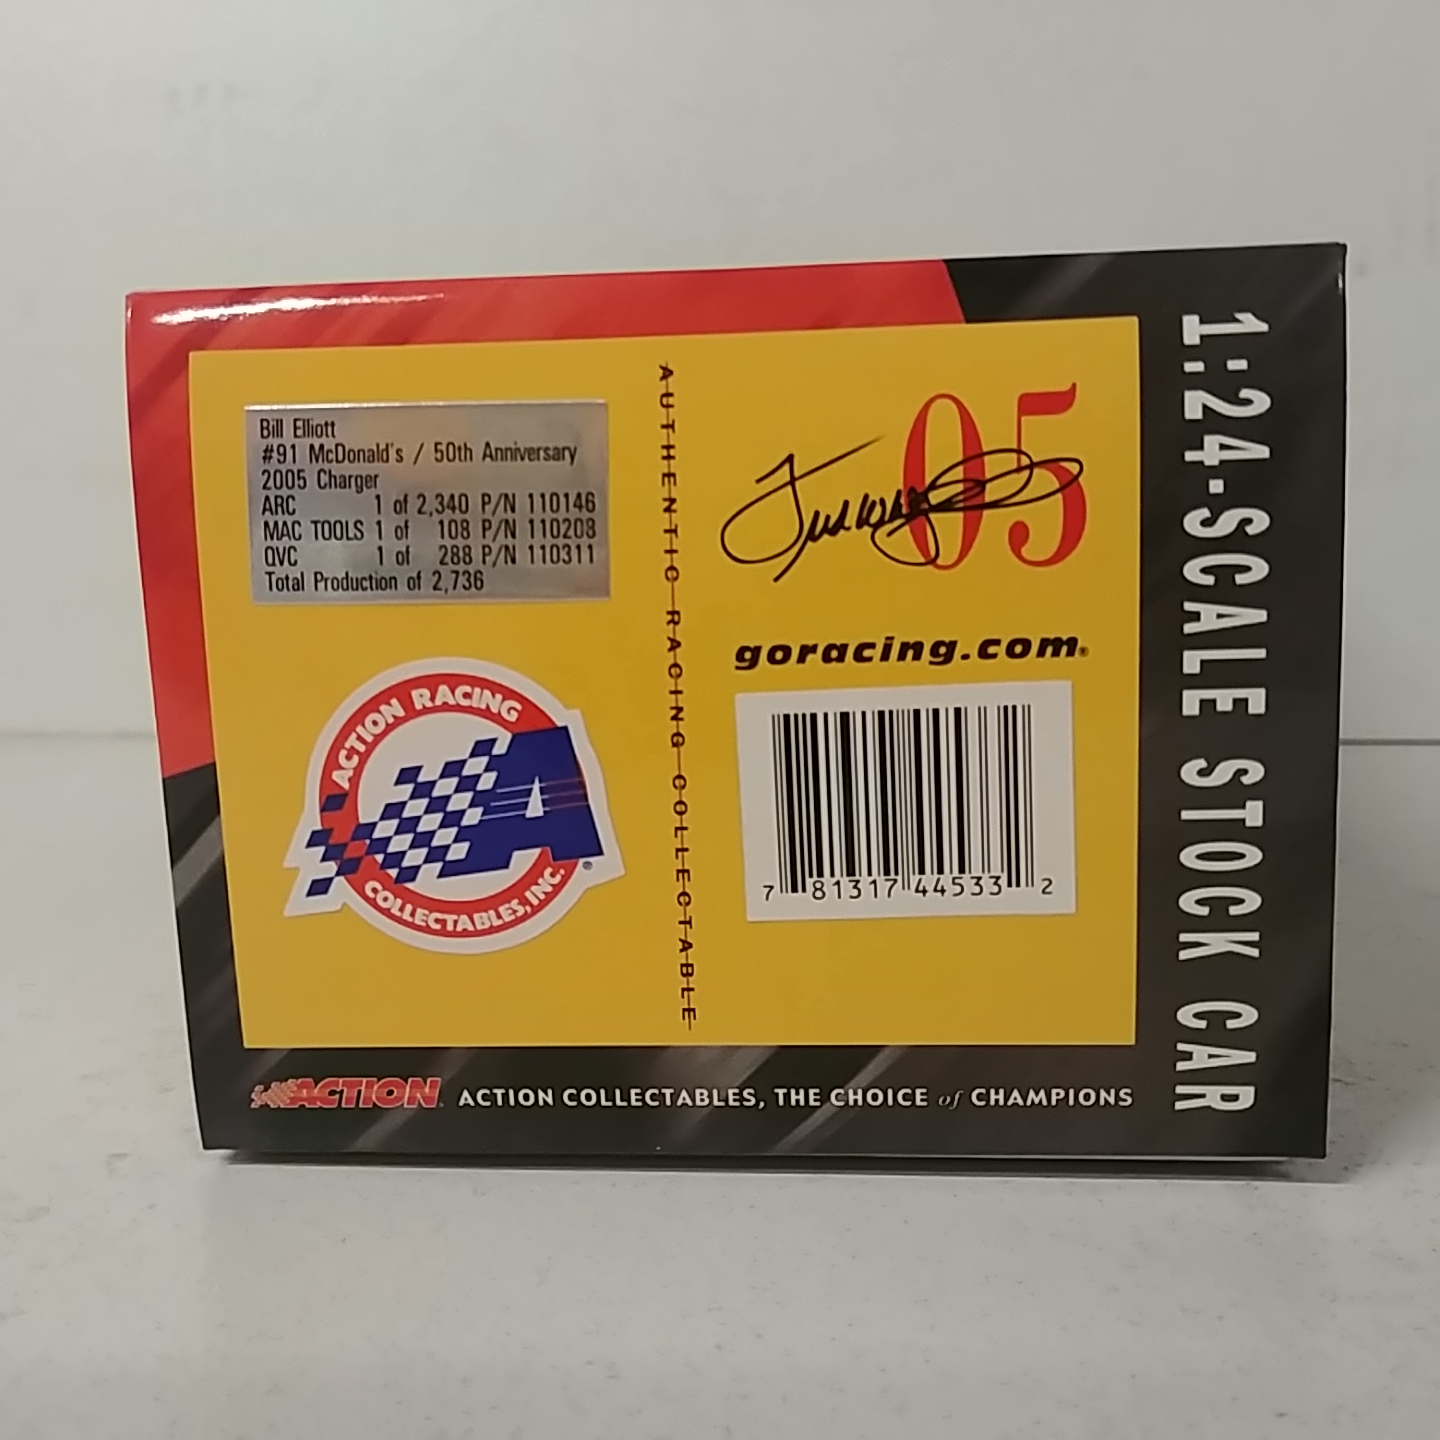 Bill Elliott
#91 McDonald's / 50th Anniversary
2005 Charger
ARC 1 of 2,340 P/N 110146
MAC TOOLS 1 of 108 P/N 110208
QVC 1 of 288 P/N 110311
Total Production of 2,736
ACTION RACING
COLLECTABLES, INC.
AUTHENTIC RACING COLLECTABLE
05
goracing.com
7 81317 44533 2
1:24-SCALE STOCK CAR
ACTION
ACTION COLLECTABLES, THE CHOICE of CHAMPIONS